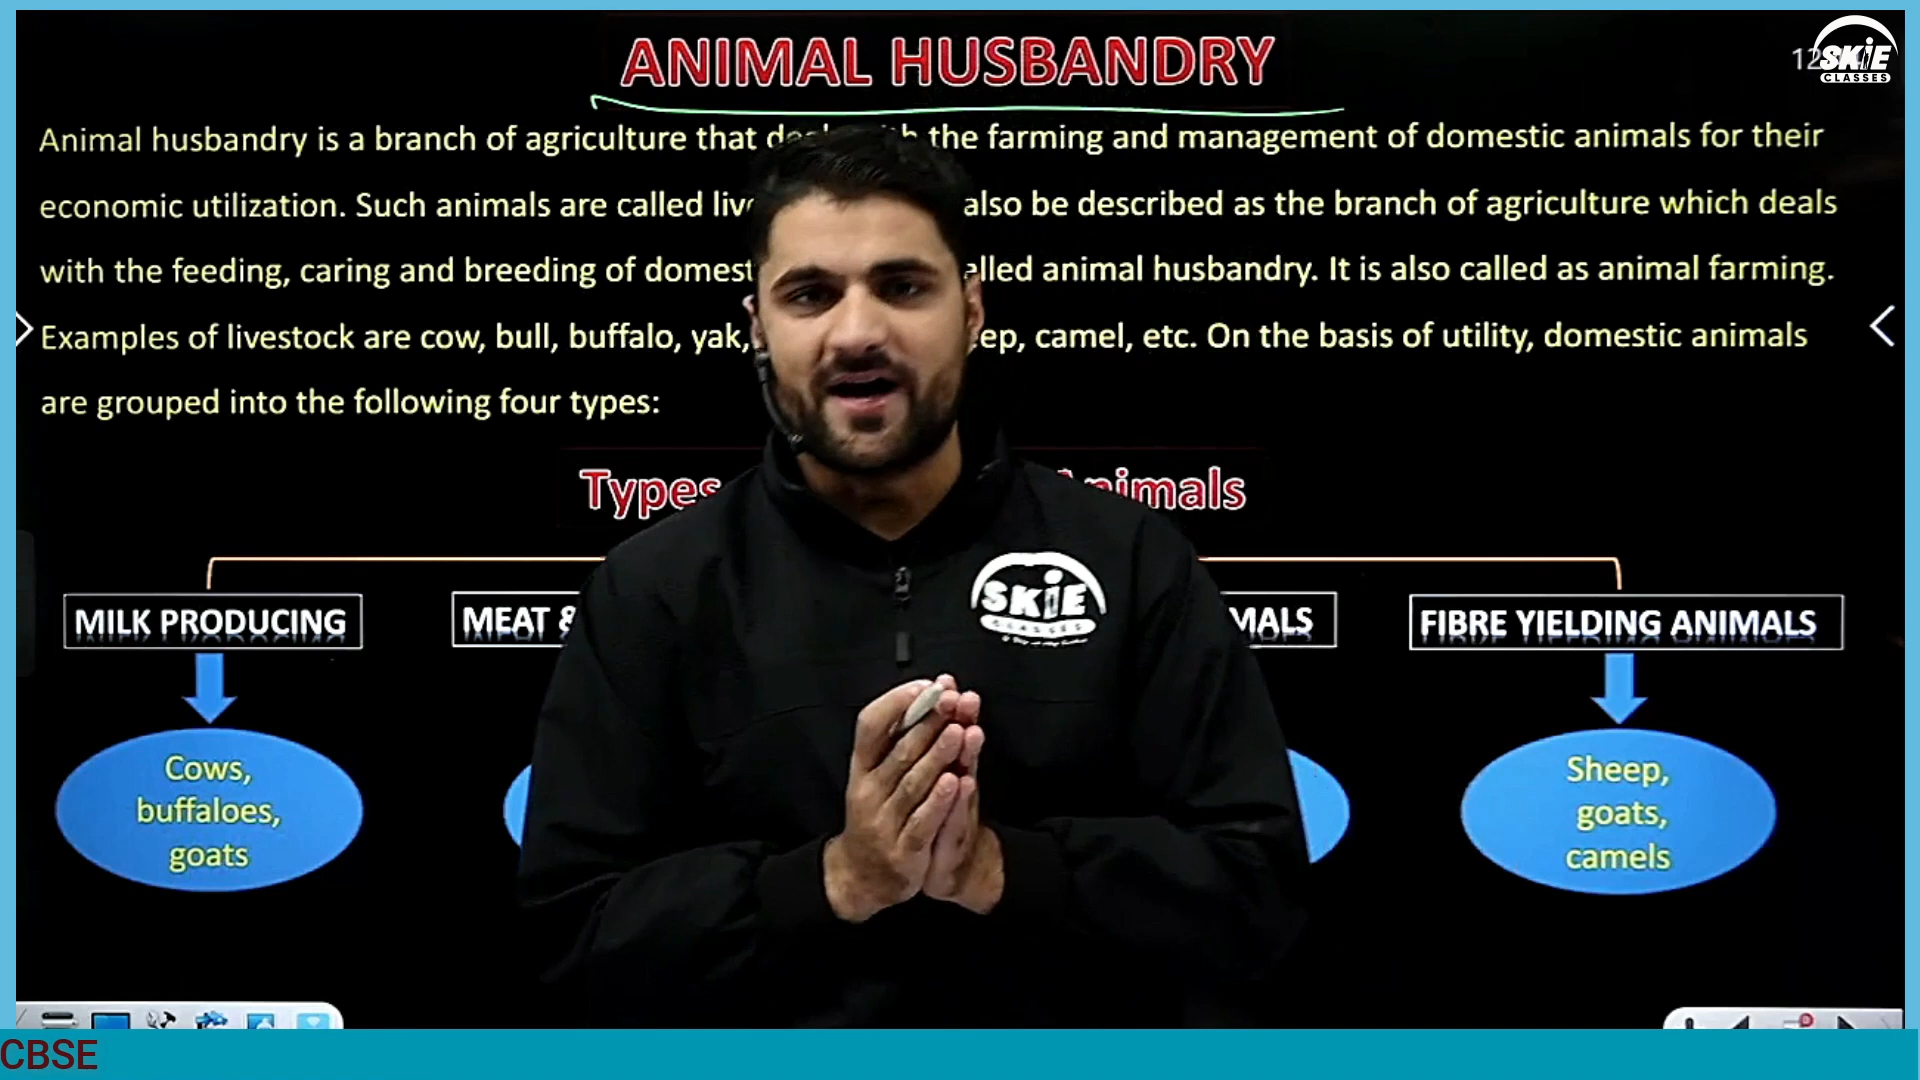 ANIMAL HUSBANDRY
12
SKIE
CLASSES
Animal husbandry is a branch of agriculture that the farming and management of domestic animals for their
economic utilization. Such animals are called also be described as the branch of agriculture which deals
with the feeding, caring and breeding of animal husbandry. It is also called as animal farming.
Examples of livestock are cow, bull, buffalo, yak, camel, etc. On the basis of utility, domestic animals
are grouped into the following four types:
Types Animals
MILK PRODUCING
MEAT &
FIBRE YIELDING ANIMALS
SKIE
CLASSES
Cows,
buffaloes,
goats
Sheep,
goats,
camels
CBSE